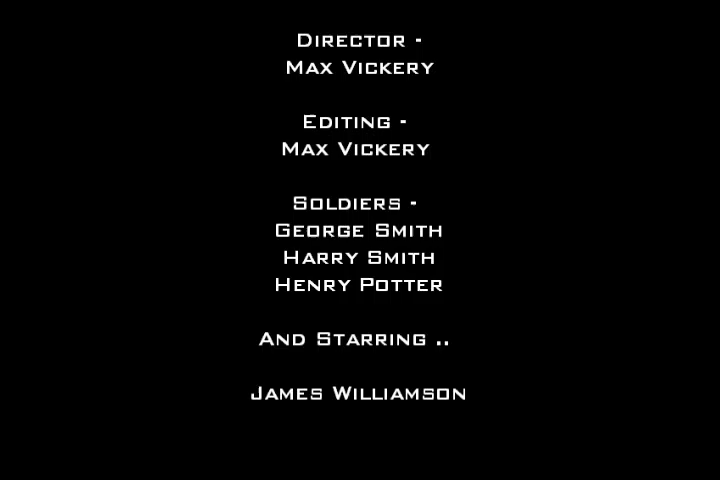 Director -
Max Vickery
Editing -
Max Vickery
Soldiers -
George Smith
Harry Smith
Henry Potter
And Starring ..
James Williamson